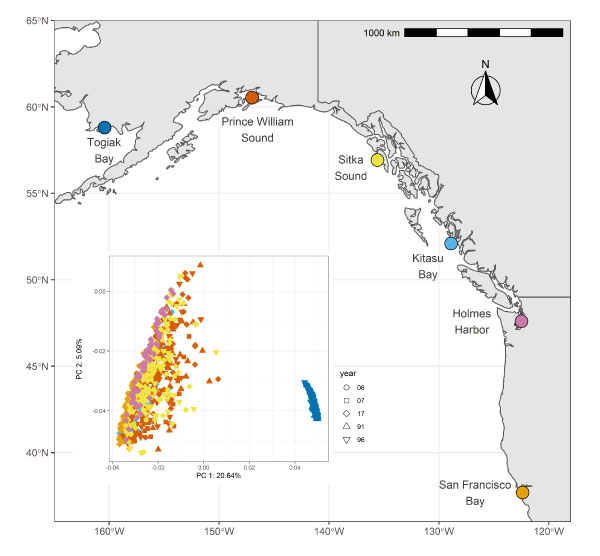 65°N
1000 km
N
60°N
Prince William
Sound
Togiak
Bay
Sitka
Sound
55°N
Kitasu
Bay
50°N
Holmes
Harbor
0.00
-0.02
-0.04
PC 2: 5.09%
-0.04
-0.02
0.00
0.02
0.04
PC 1: 20.64%
year
06
07
17
91
96
45°N
40°N
San Francisco
Bay
160°W
150°W
140°W
130°W
120°W